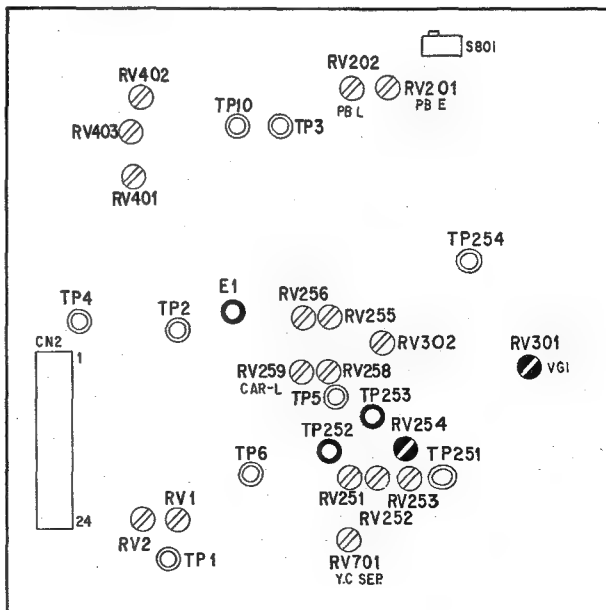 S801
RV202
RV402
RV201
PB L
PB E
TP10
TP3
RV403
RV401
TP254
E1
RV256
TP4
TP2
RV255
RV302
RV301
CN2
1
VG1
RV259
RV258
CAR-L
TP5
TP253
RV254
TP252
TP6
TP251
RV251
RV253
RV252
RV1
24
RV2
TP1
RV701
Y.C SEP.